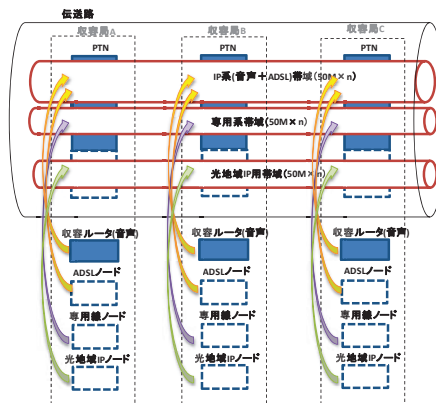 伝送路
収容局A
収容局B
収容局C
PTN
PTN
PTN
IP系(音声+ADSL)帯域(50M×n)
専用系帯域(50M×n)
光地域IP用帯域(50M×n)
収容ルータ(音声)
収容ルータ(音声)
収容ルータ(音声)
ADSLノード
ADSLノード
ADSLノード
専用線ノード
専用線ノード
専用線ノード
光地域IPノード
光地域IPノード
光地域IPノード